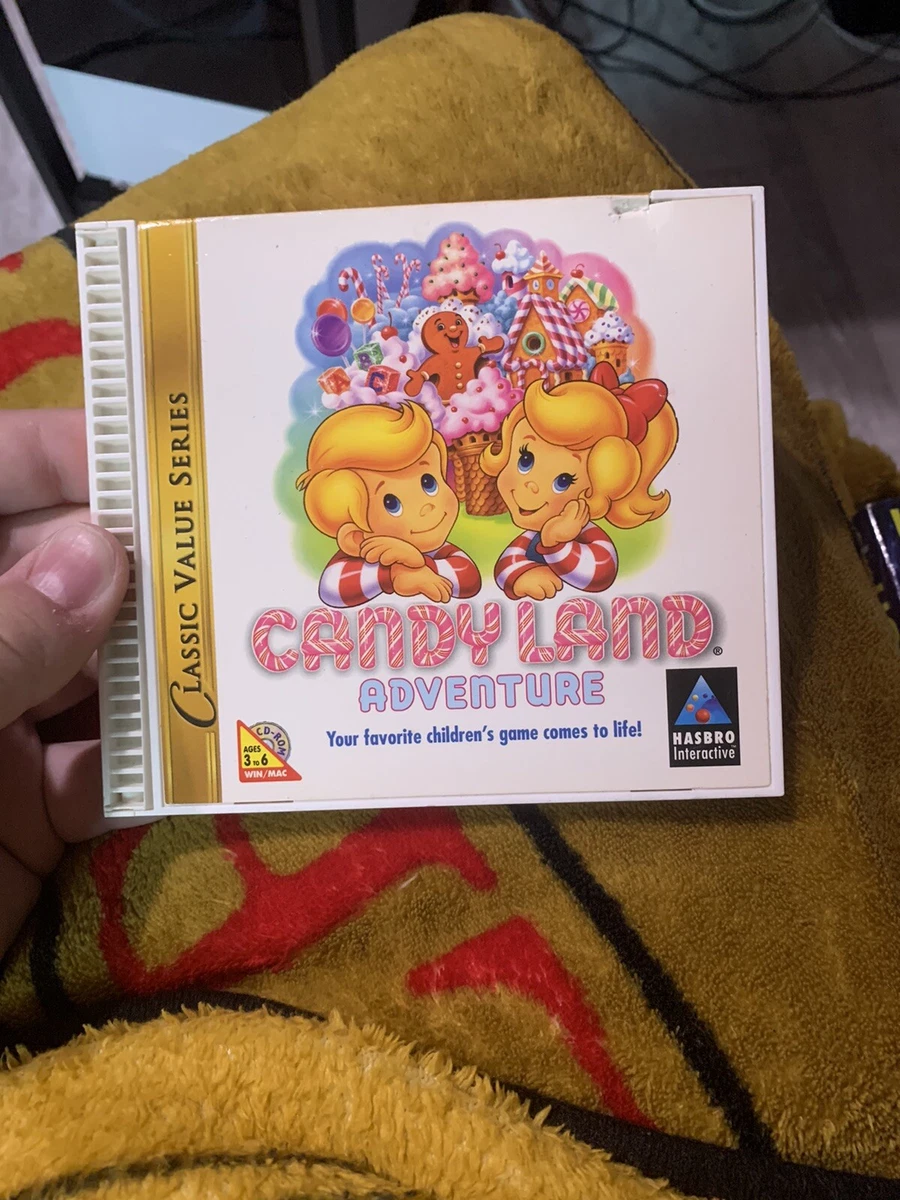 CLASSIC VALUE SERIES
A B C
CANDY LAND®
ADVENTURE
Your favorite children's game comes to life!
CD-ROM
AGES
3 TO 6
WIN/MAC
HASBRO
Interactive™